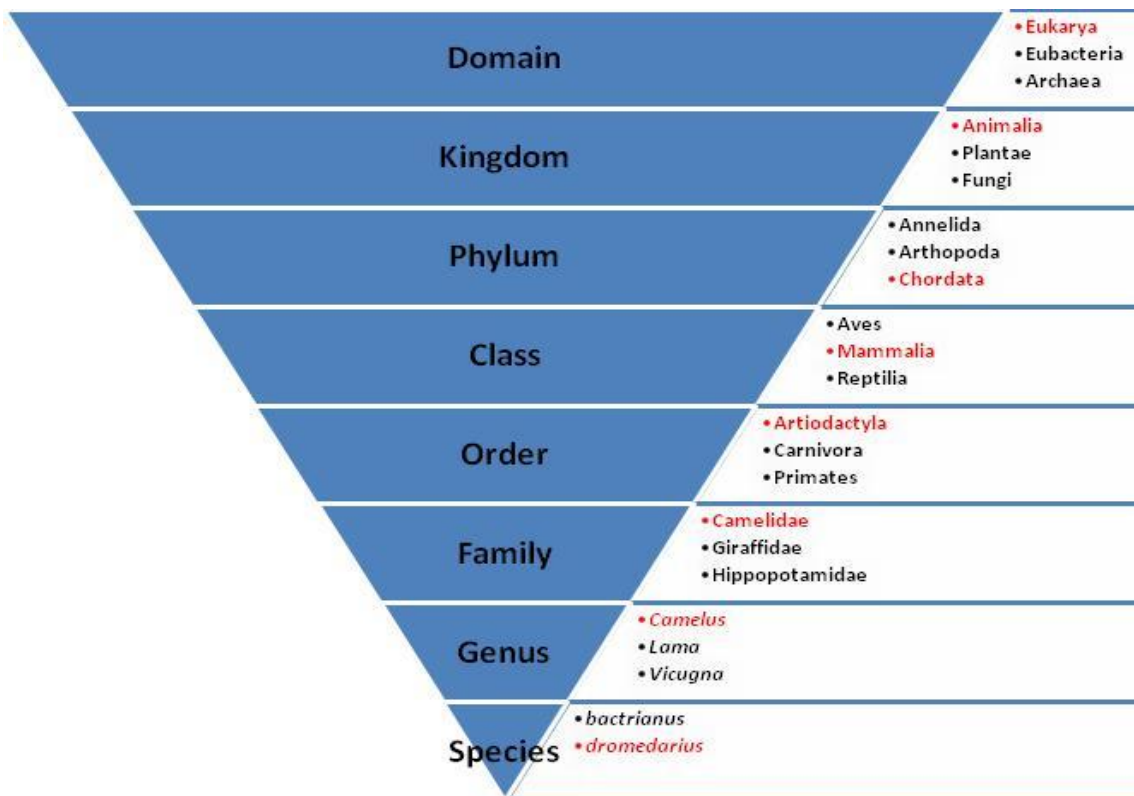 Domain
•Eukarya
•Eubacteria
•Archaea
Kingdom
•Animalia
•Plantae
•Fungi
Phylum
•Annelida
•Arthopoda
•Chordata
Class
•Aves
•Mammalia
•Reptilia
Order
•Artiodactyla
•Carnivora
•Primates
Family
•Camelidae
•Giraffidae
•Hippopotamidae
Genus
•Camelus
•Lama
•Vicugna
Species
•bactrianus
•dromedarius